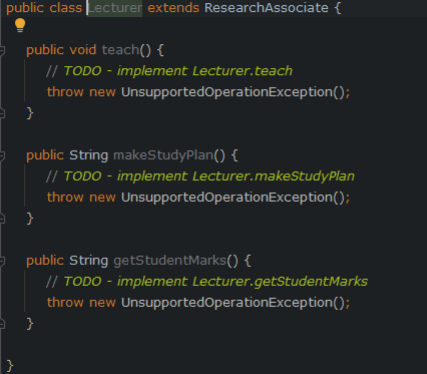 public class Lecturer extends ResearchAssociate {
public void teach() {
// TODO - implement Lecturer.teach
throw new UnsupportedOperationException();
}
public String makeStudyPlan() {
// TODO - implement Lecturer.makeStudyPlan
throw new UnsupportedOperationException();
}
public String getStudentMarks() {
// TODO - implement Lecturer.getStudentMarks
throw new UnsupportedOperationException();
}
}